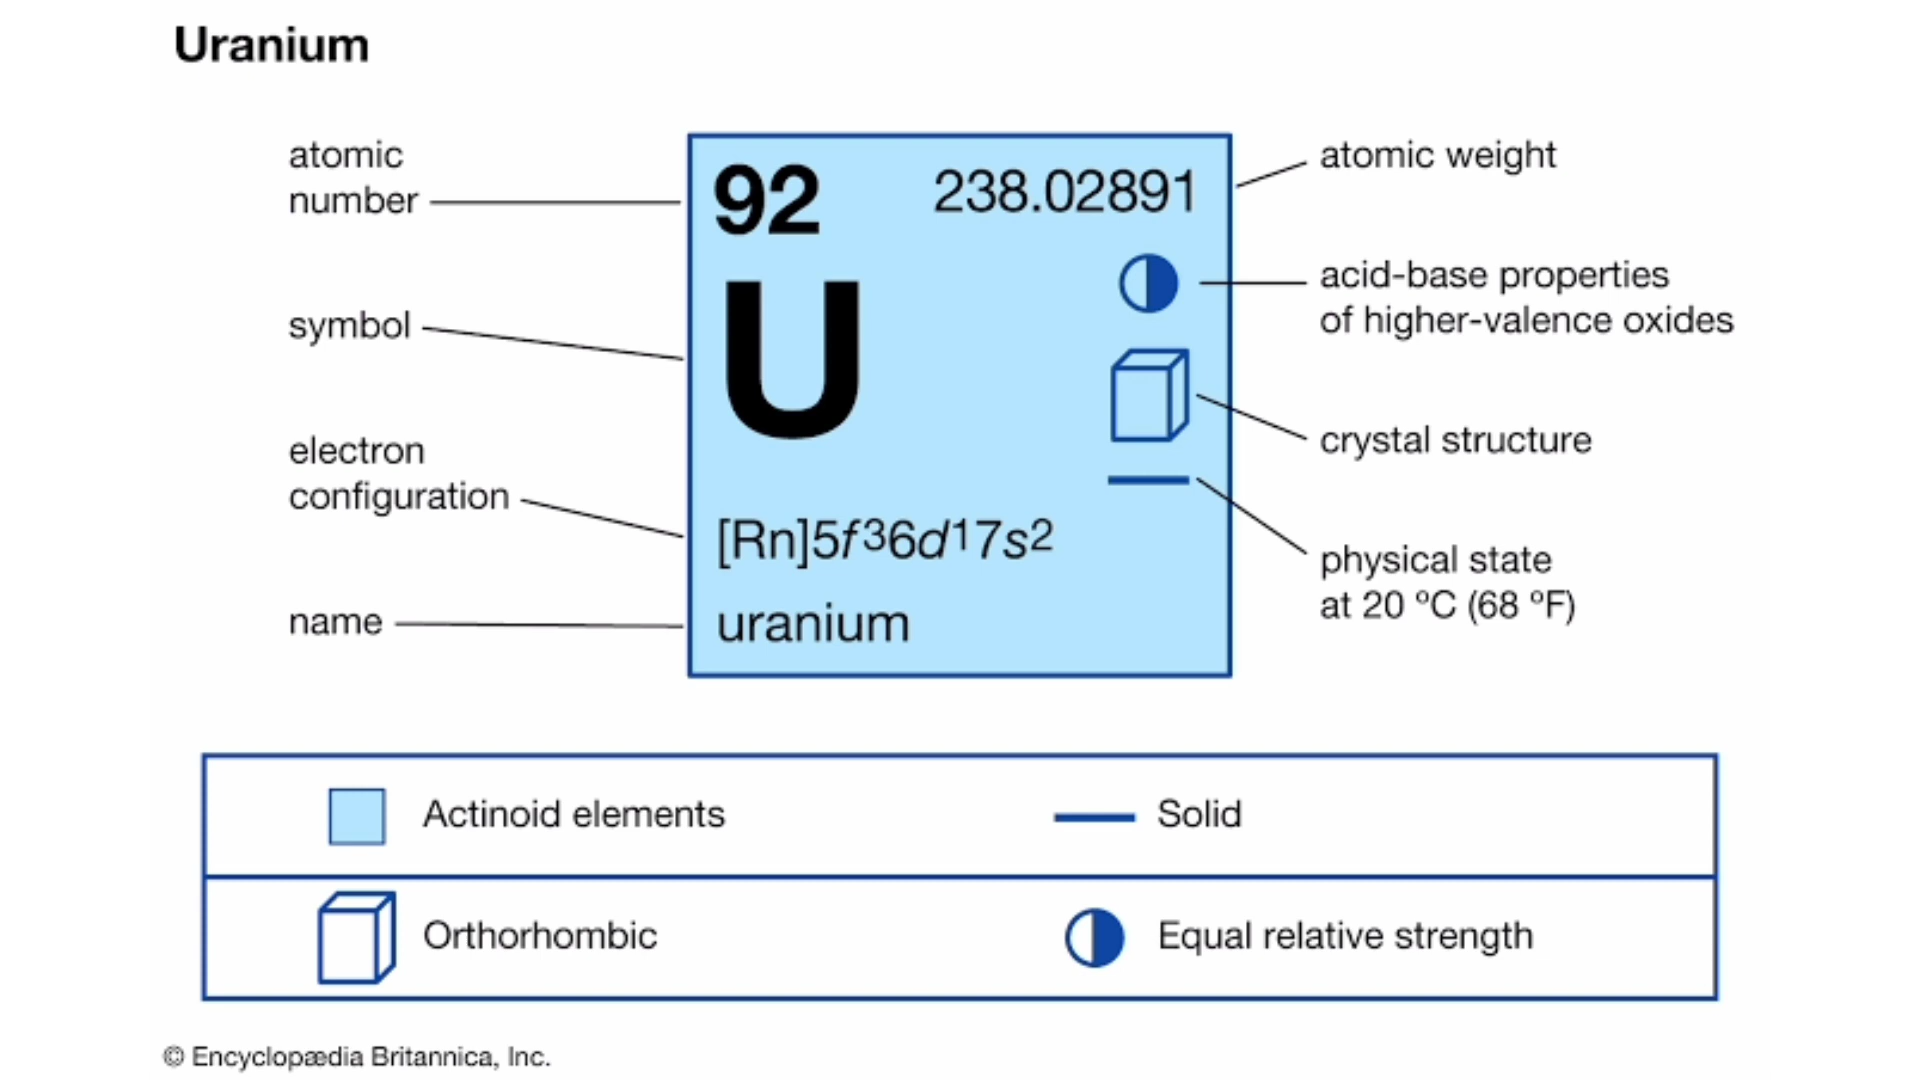 Uranium
atomic
number
symbol
electron
configuration
name
92
238.02891
U
[Rn]5f³6d¹7s²
uranium
atomic weight
acid-base properties
of higher-valence oxides
crystal structure
physical state
at 20 ºC (68 ºF)
Actinoid elements
Solid
Orthorhombic
Equal relative strength
© Encyclopædia Britannica, Inc.